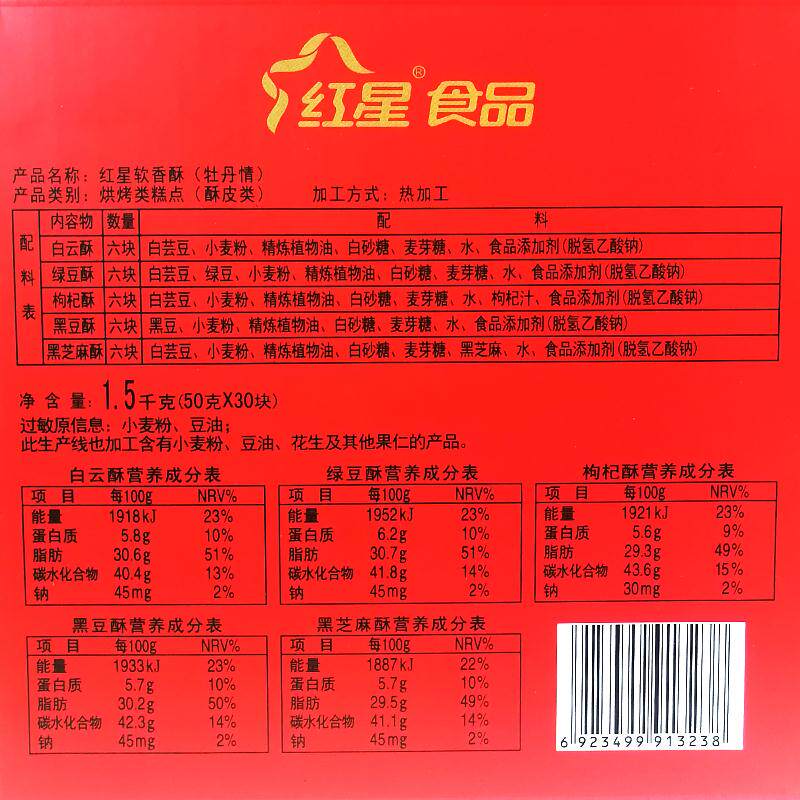 红星®食品
产品名称：红星软香酥（牡丹情）
产品类别：烘烤类糕点（酥皮类） 加工方式：热加工
配料表
内容物 数量 配 料
白云酥 六块 白芸豆、小麦粉、精炼植物油、白砂糖、麦芽糖、水、食品添加剂(脱氢乙酸钠)
绿豆酥 六块 白芸豆、绿豆、小麦粉、精炼植物油、白砂糖、麦芽糖、水、食品添加剂(脱氢乙酸钠)
枸杞酥 六块 白芸豆、小麦粉、精炼植物油、白砂糖、麦芽糖、水、枸杞汁、食品添加剂(脱氢乙酸钠)
黑豆酥 六块 黑豆、小麦粉、精炼植物油、白砂糖、麦芽糖、水、食品添加剂(脱氢乙酸钠)
黑芝麻酥 六块 白芸豆、小麦粉、精炼植物油、白砂糖、麦芽糖、黑芝麻、水、食品添加剂(脱氢乙酸钠)
净 含 量：1.5千克(50克X30块)
过敏原信息：小麦粉、豆油；
此生产线也加工含有小麦粉、豆油、花生及其他果仁的产品。
白云酥营养成分表
项 目 每100g NRV%
能量 1918kJ 23%
蛋白质 5.8g 10%
脂肪 30.6g 51%
碳水化合物 40.4g 13%
钠 45mg 2%
绿豆酥营养成分表
项 目 每100g NRV%
能量 1952kJ 23%
蛋白质 6.2g 10%
脂肪 30.7g 51%
碳水化合物 41.8g 14%
钠 45mg 2%
枸杞酥营养成分表
项 目 每100g NRV%
能量 1921kJ 23%
蛋白质 5.6g 9%
脂肪 29.3g 49%
碳水化合物 43.6g 15%
钠 30mg 2%
黑豆酥营养成分表
项 目 每100g NRV%
能量 1933kJ 23%
蛋白质 5.7g 10%
脂肪 30.2g 50%
碳水化合物 42.3g 14%
钠 45mg 2%
黑芝麻酥营养成分表
项 目 每100g NRV%
能量 1887kJ 22%
蛋白质 5.7g 10%
脂肪 29.5g 49%
碳水化合物 41.1g 14%
钠 45mg 2%
6 923499 913238